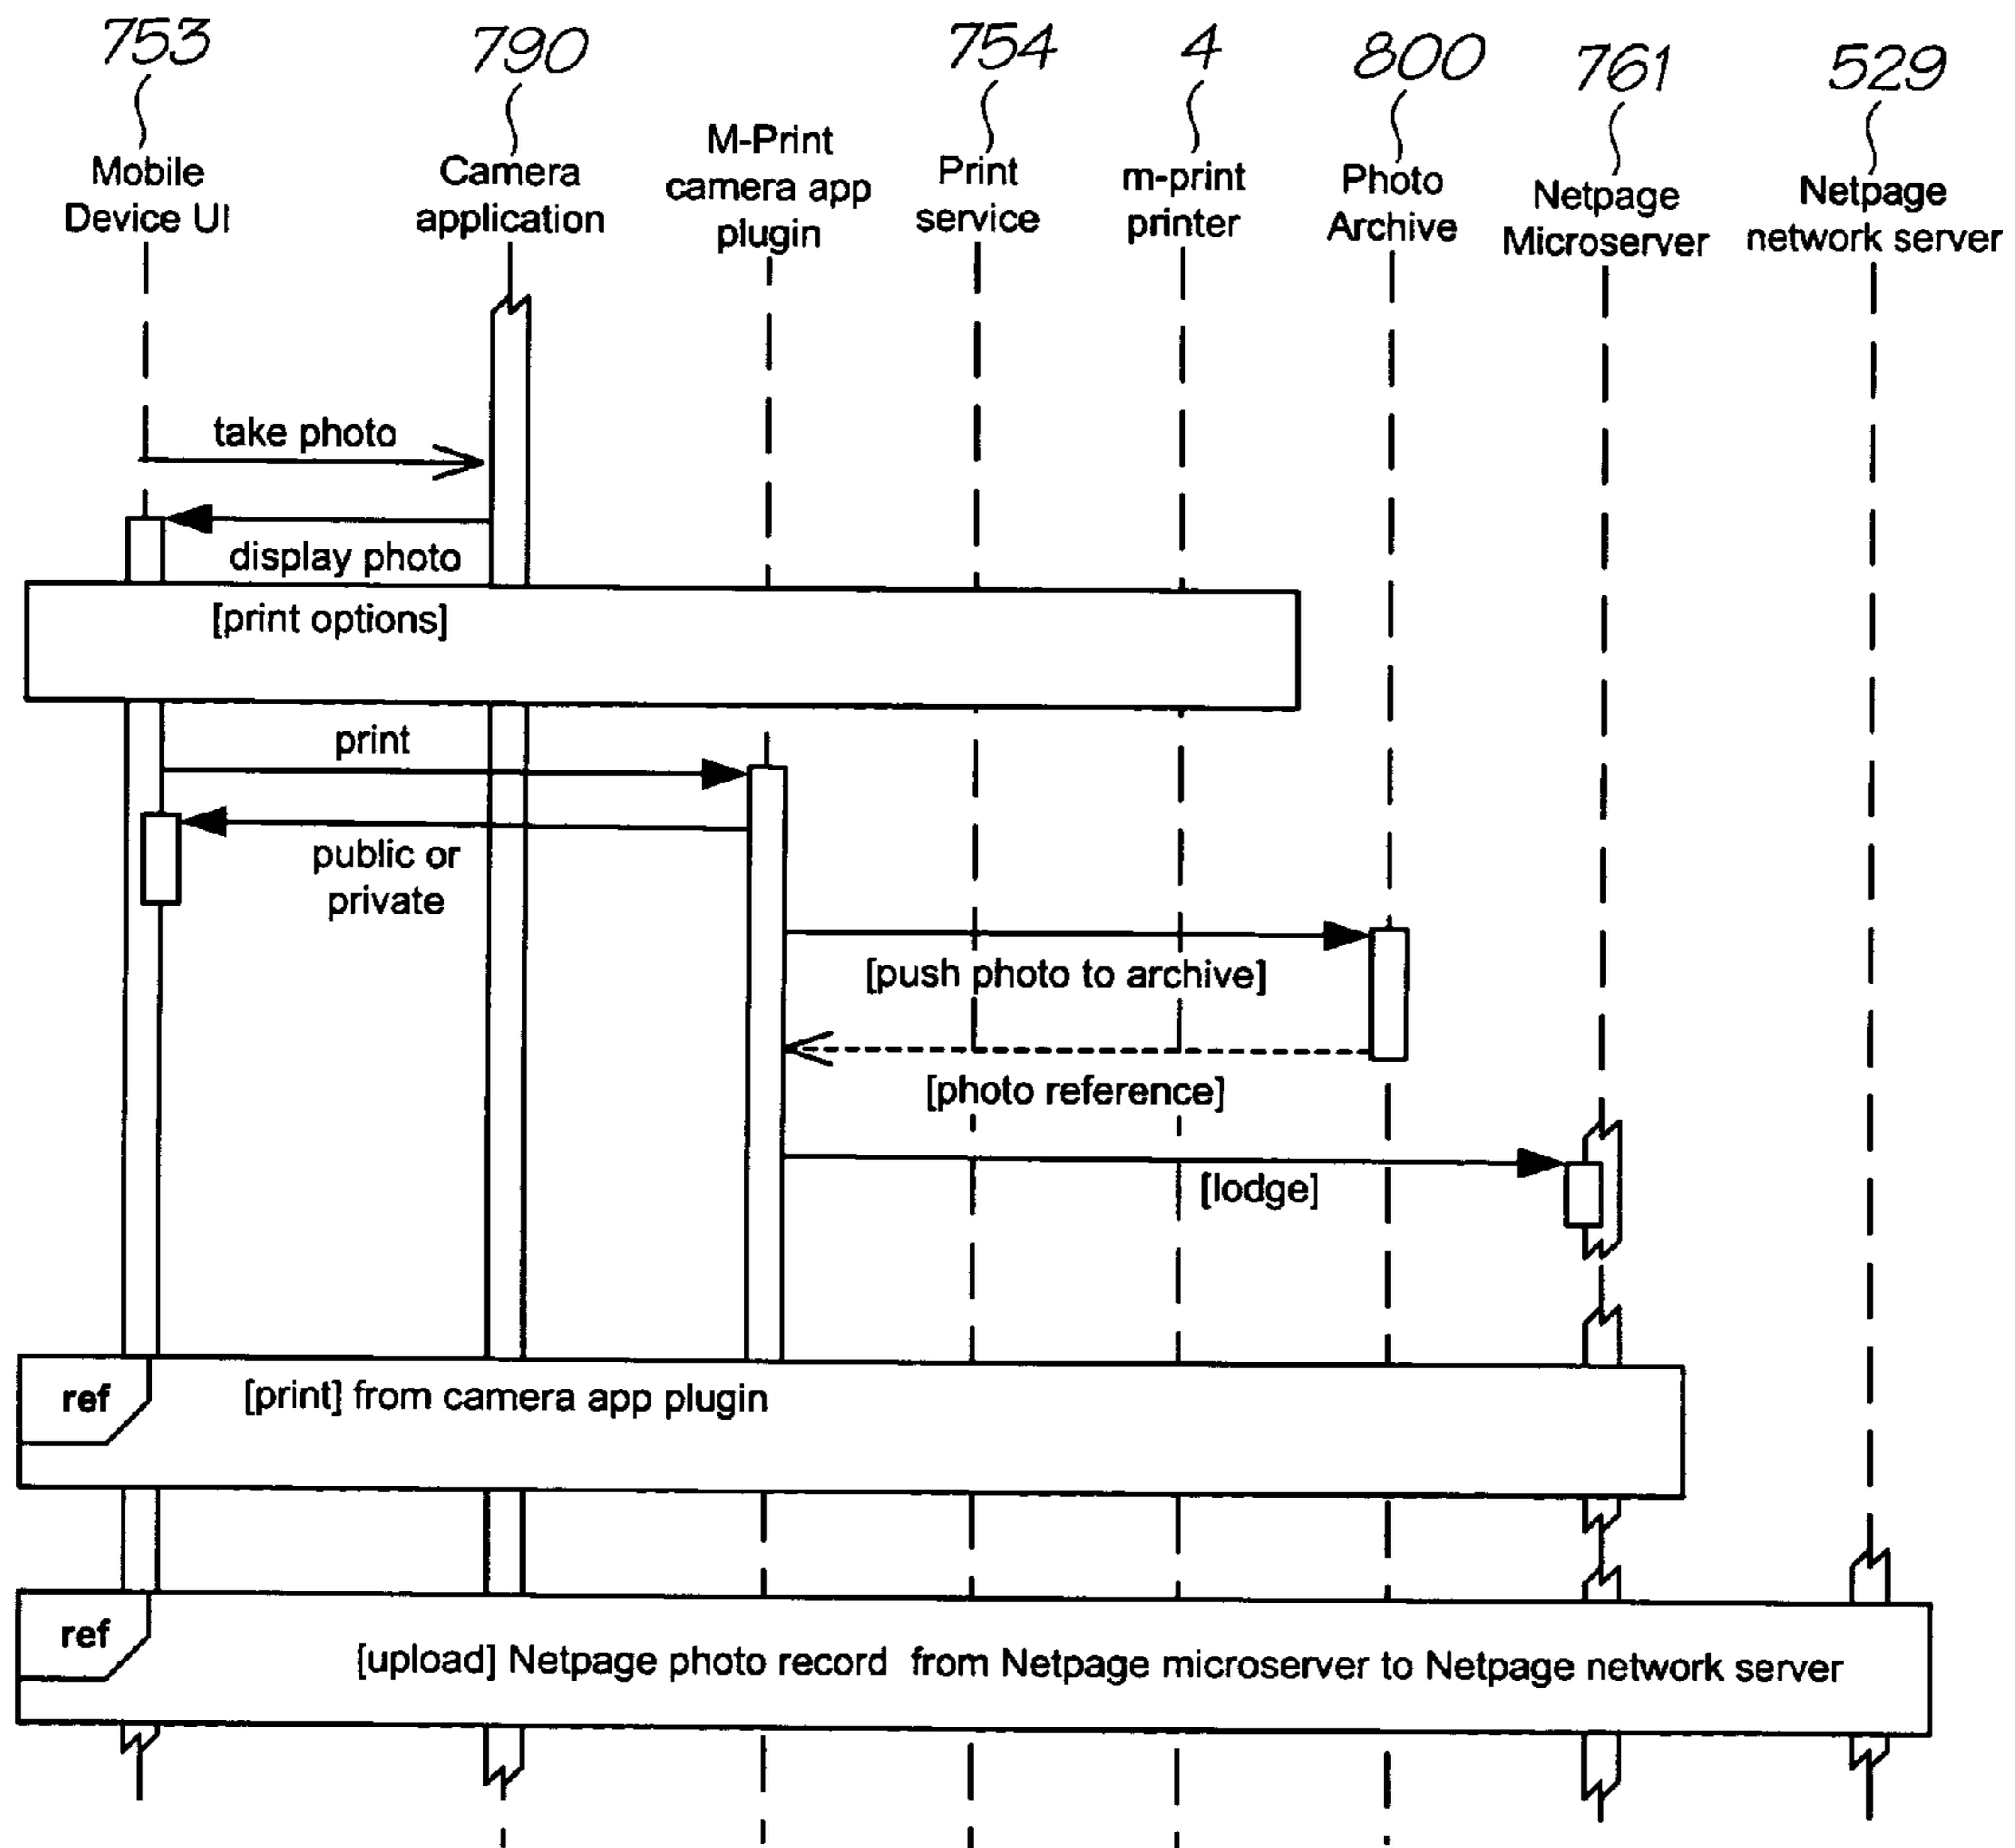 753
790
754
4
800
761
529
Mobile
Device UI
Camera
application
M-Print
camera app
plugin
Print
service
m-print
printer
Photo
Archive
Netpage
Microserver
Netpage
network server
take photo
display photo
[print options]
print
public or
private
[push photo to archive]
[photo reference]
[lodge]
ref
[print] from camera app plugin
ref
[upload] Netpage photo record from Netpage microserver to Netpage network server